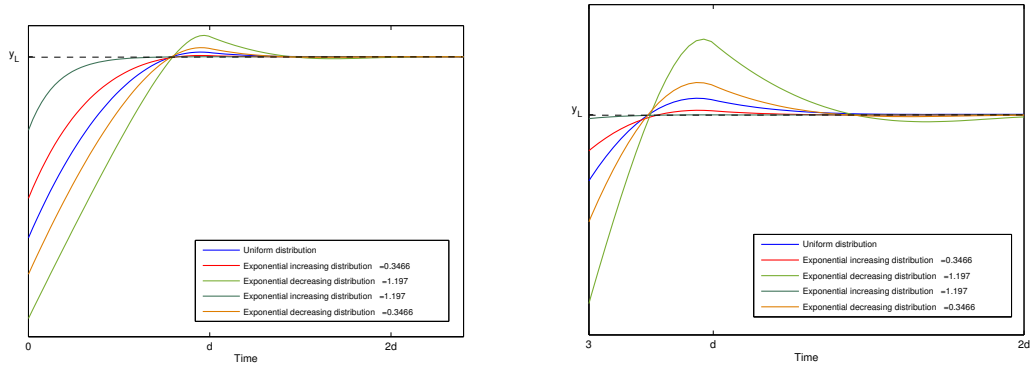 y_L
Uniform distribution
Exponential increasing distribution =0.3466
Exponential decreasing distribution =1.197
Exponential increasing distribution =1.197
Exponential decreasing distribution =0.3466
0 d 2d
Time
y_L
Uniform distribution
Exponential increasing distribution =0.3466
Exponential decreasing distribution =1.197
Exponential increasing distribution =1.197
Exponential decreasing distribution =0.3466
3 d 2d
Time